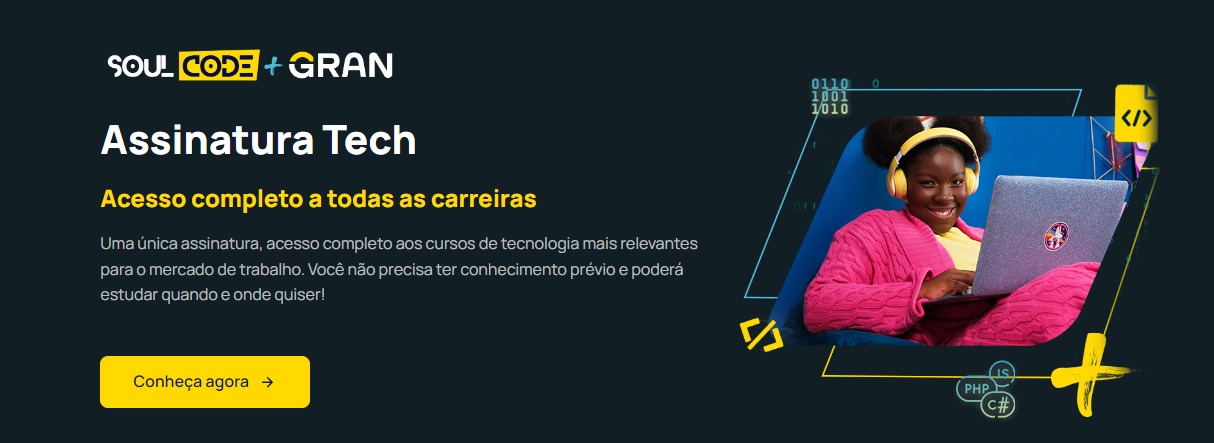 SOUL CODE + GRAN
Assinatura Tech
Acesso completo a todas as carreiras
Uma única assinatura, acesso completo aos cursos de tecnologia mais relevantes
para o mercado de trabalho. Você não precisa ter conhecimento prévio e poderá
estudar quando e onde quiser!
Conheça agora →
0110
1001
1010
</>
</>
JS
PHP
C#